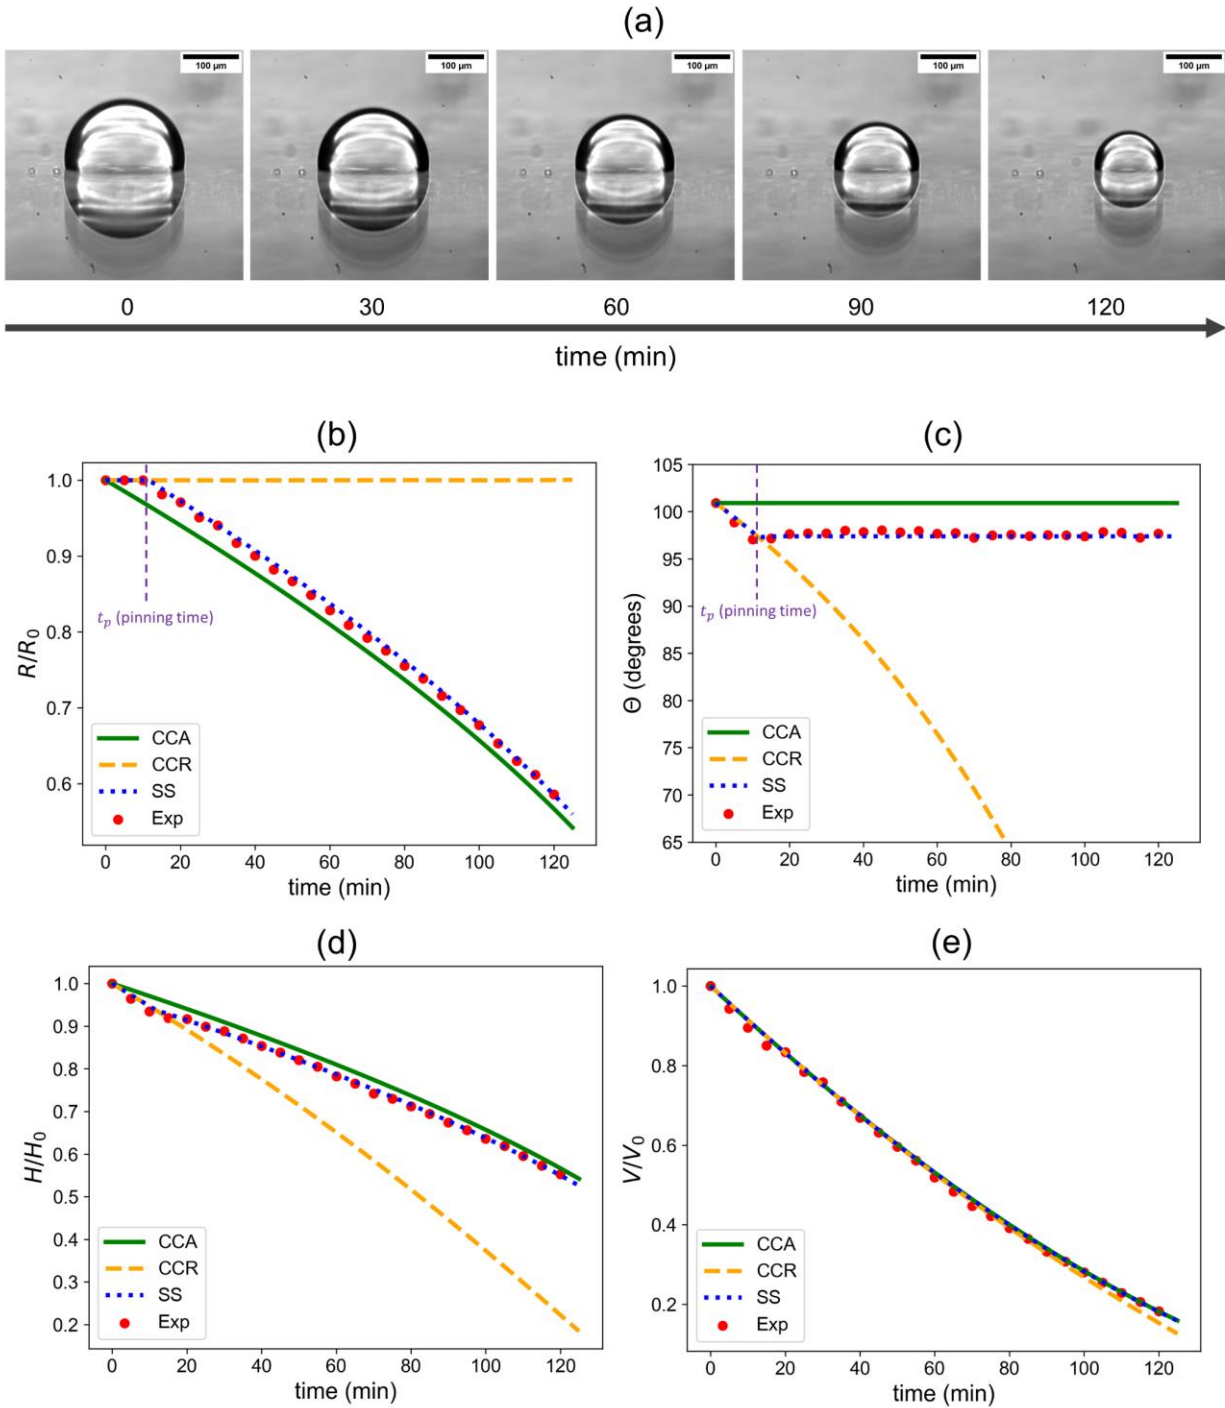 (a)
100 µm 100 µm 100 µm 100 µm 100 µm
0 30 60 90 120
time (min)
(b)
1.0
0.9
0.8
0.7
0.6
R/R0
tp (pinning time)
CCA
CCR
SS
Exp
0 20 40 60 80 100 120
time (min)
(c)
105
100
95
90
85
80
75
70
65
Θ (degrees)
tp (pinning time)
CCA
CCR
SS
Exp
0 20 40 60 80 100 120
time (min)
(d)
1.0
0.9
0.8
0.7
0.6
0.5
0.4
0.3
0.2
H/H0
CCA
CCR
SS
Exp
0 20 40 60 80 100 120
time (min)
(e)
1.0
0.8
0.6
0.4
0.2
V/V0
CCA
CCR
SS
Exp
0 20 40 60 80 100 120
time (min)